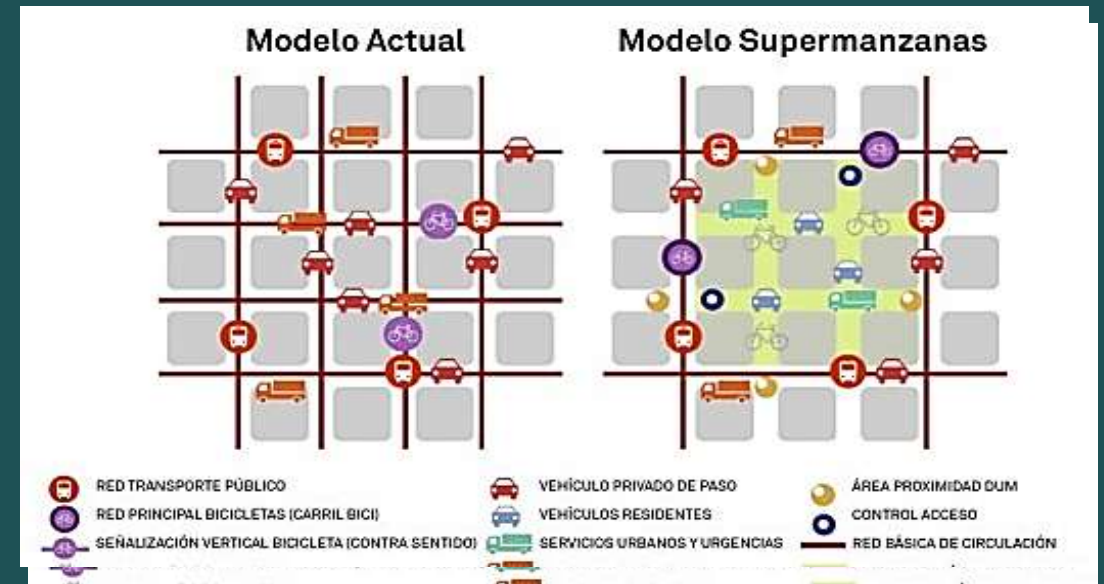 Modelo Actual
Modelo Supermanzanas
RED TRANSPORTE PÚBLICO
RED PRINCIPAL BICICLETAS (CARRIL BICI)
SEÑALIZACIÓN VERTICAL BICICLETA (CONTRA SENTIDO)
VEHÍCULO PRIVADO DE PASO
VEHÍCULOS RESIDENTES
SERVICIOS URBANOS Y URGENCIAS
ÁREA PROXIMIDAD DUM
CONTROL ACCESO
RED BÁSICA DE CIRCULACIÓN